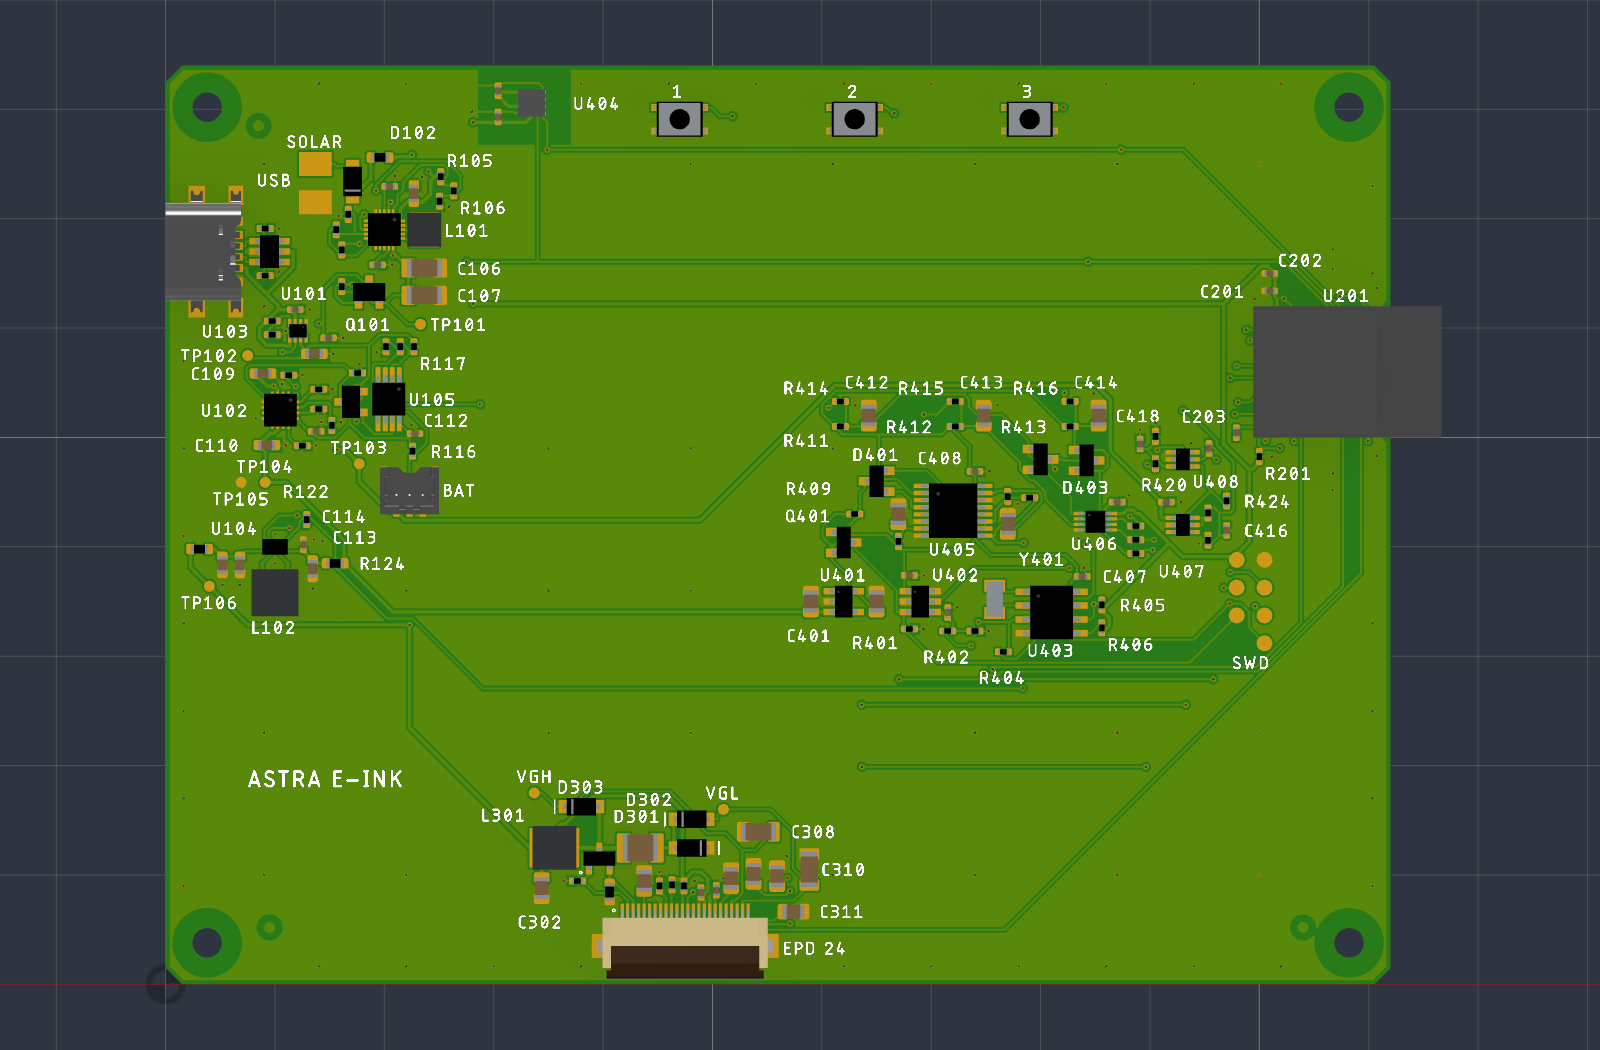 1
2
3
U404
D102
SOLAR
R105
USB
R106
L101
C202
C106
C201
U201
U101
C107
U103
Q101
TP101
TP102
R117
C109
R414
C412
R415
C413
R416
C414
U105
U102
C112
C418
C203
R412
R413
R411
C110
TP103
R116
D401
C408
TP104
R201
BAT
R409
D403
R420
U408
TP105
R122
R424
C114
Q401
U104
C113
C416
U405
U406
Y401
R124
U401
U402
C407
U407
TP106
R405
L102
C401
R401
R406
U403
R402
SWD
R404
ASTRA E-INK
VGH
D303
VGL
D302
L301
D301
C308
C310
C302
C311
EPD 24